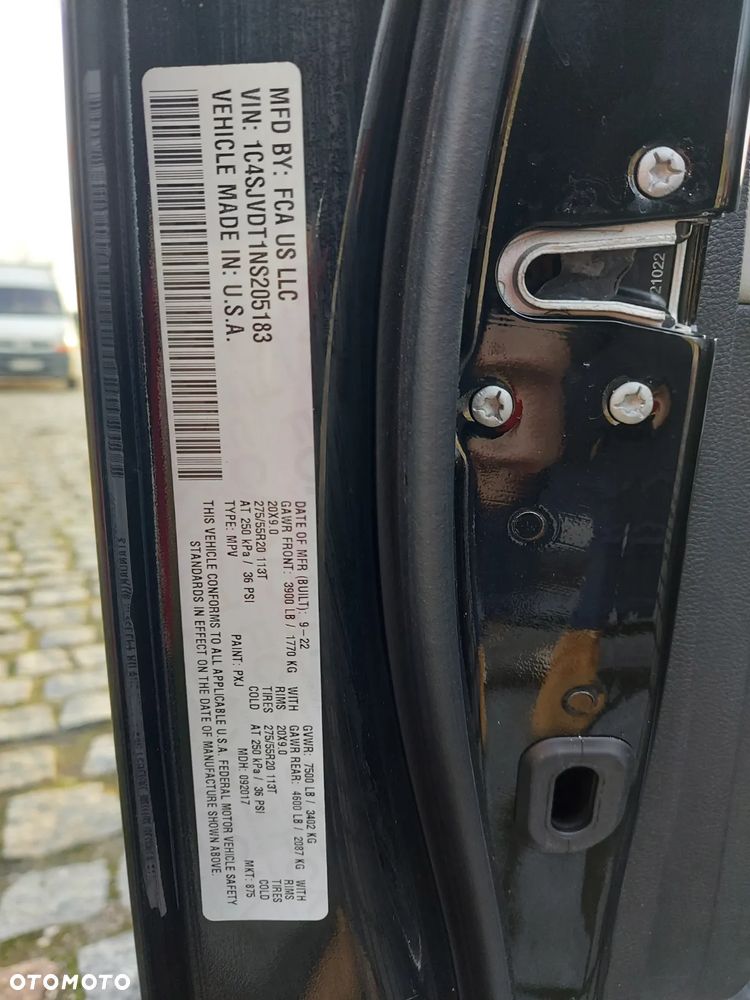 MFD BY: FCA US LLC
VIN: 1C4SJVDT1NS205183
VEHICLE MADE IN: U.S.A.
DATE OF MFR (BUILT): 9-22 GVWR: 7500 LB / 3402 KG
GAWR FRONT: 3900 LB / 1770 KG WITH GAWR REAR: 4600 LB / 2087 KG WITH
20X9.0 RIMS 20X9.0 RIMS
275/55R20 113T TIRES 275/55R20 113T TIRES
AT 250 kPa / 36 PSI COLD AT 250 kPa / 36 PSI COLD
TYPE: MPV PAINT: PXJ MDH: 092017 MKT: 875
THIS VEHICLE CONFORMS TO ALL APPLICABLE U.S.A. FEDERAL MOTOR VEHICLE SAFETY
STANDARDS IN EFFECT ON THE DATE OF MANUFACTURE SHOWN ABOVE.
21022
OTOMOTO